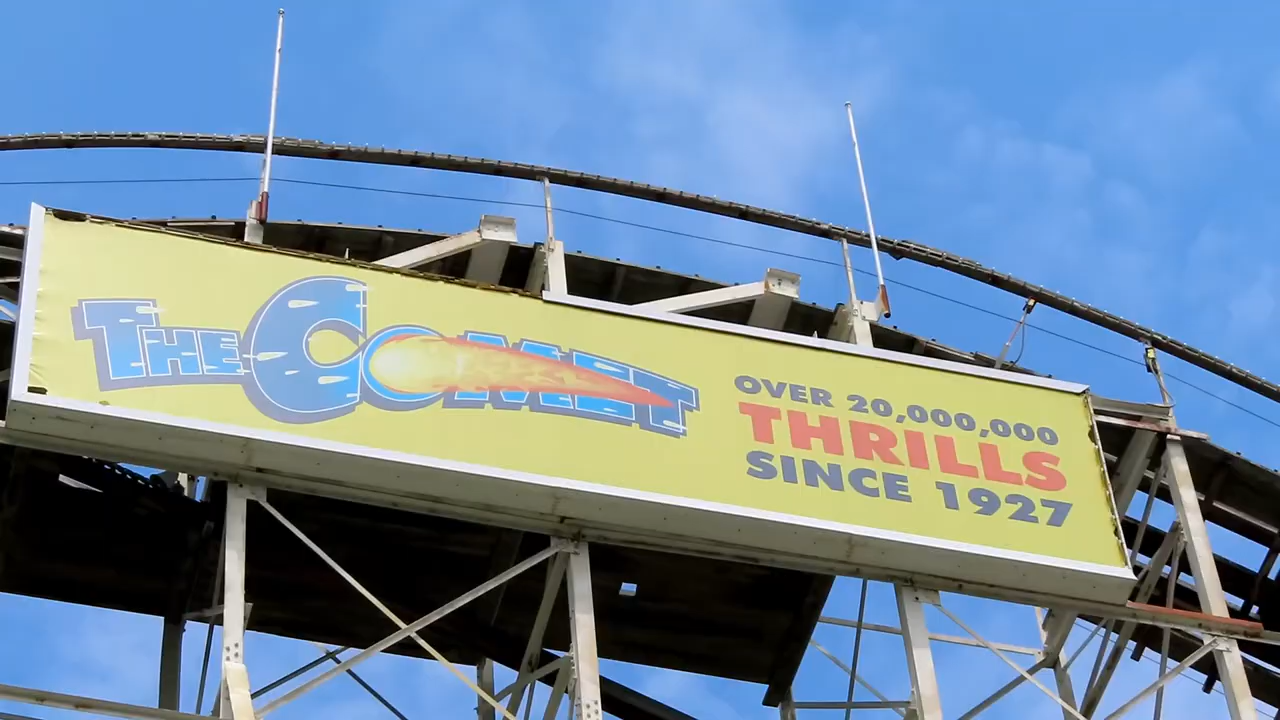 THE COMET
OVER 20,000,000
THRILLS
SINCE 1927